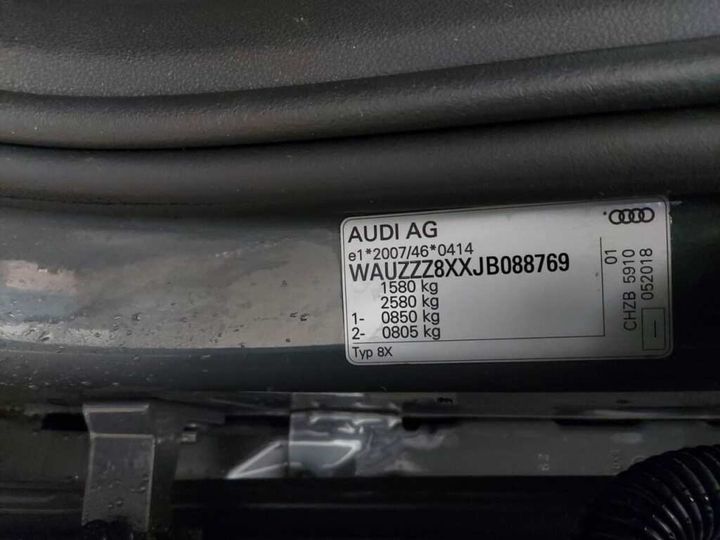 AUDI AG
e1*2007/46*0414
WAUZZZ8XXJB088769
1580 kg
2580 kg
1- 0850 kg
2- 0805 kg
Typ 8X
01
CHZB 5910
052018